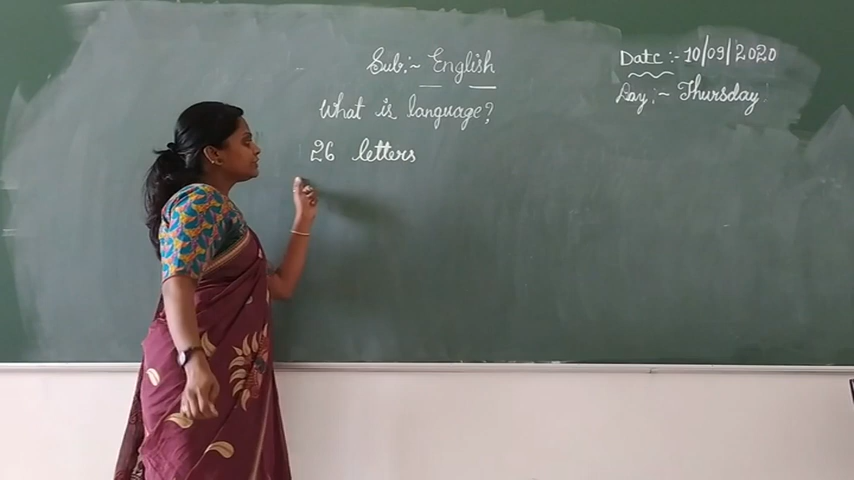 Sub:- English
Date:- 10/09/2020
Day:- Thursday
What is language?
26 letters